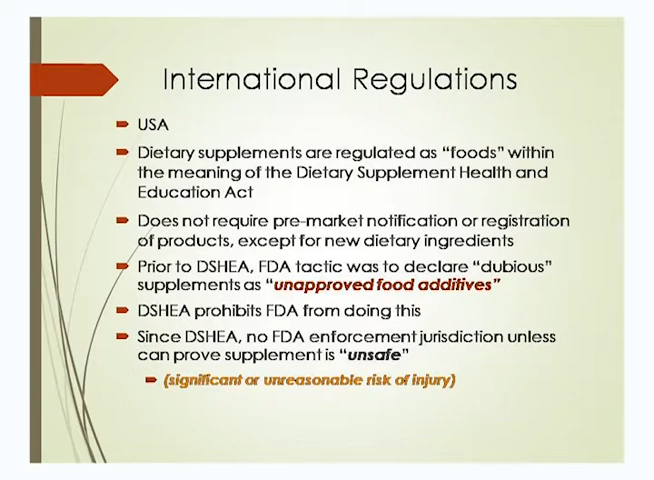 International Regulations
USA
Dietary supplements are regulated as “foods” within
the meaning of the Dietary Supplement Health and
Education Act
Does not require pre-market notification or registration
of products, except for new dietary ingredients
Prior to DSHEA, FDA tactic was to declare “dubious”
supplements as “unapproved food additives”
DSHEA prohibits FDA from doing this
Since DSHEA, no FDA enforcement jurisdiction unless
can prove supplement is “unsafe”
(significant or unreasonable risk of injury)